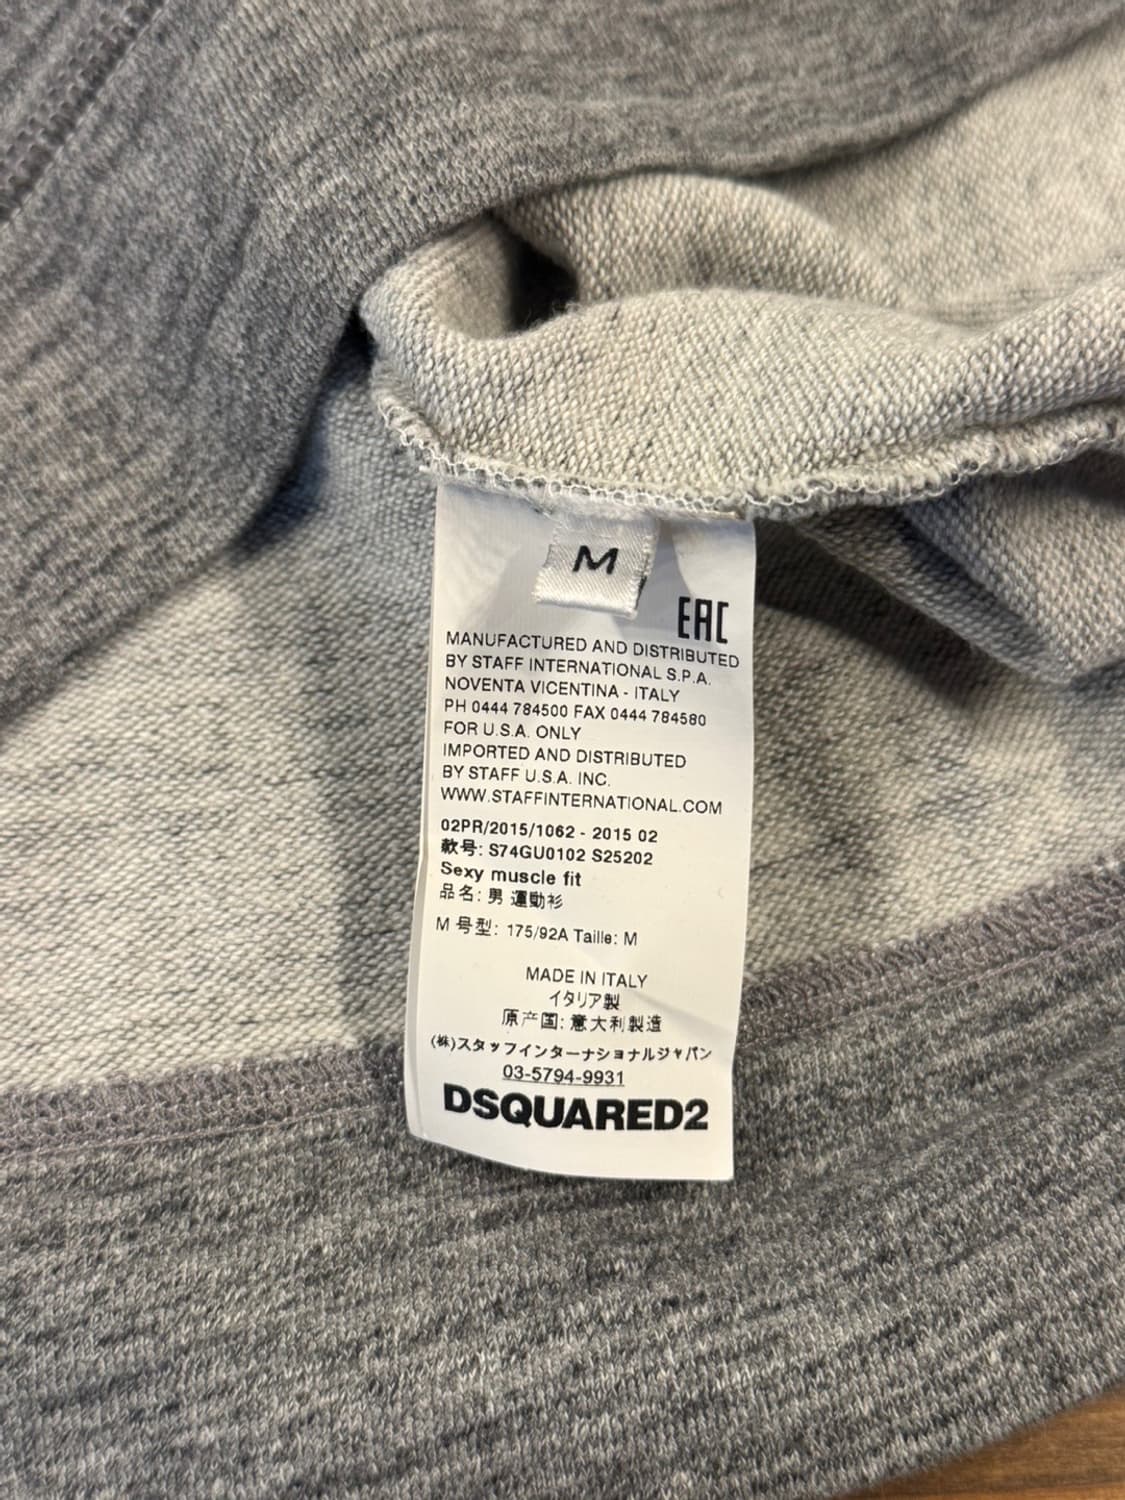 M
EAC
MANUFACTURED AND DISTRIBUTED
BY STAFF INTERNATIONAL S.P.A.
NOVENTA VICENTINA - ITALY
PH 0444 784500 FAX 0444 784580
FOR U.S.A. ONLY
IMPORTED AND DISTRIBUTED
BY STAFF U.S.A. INC.
WWW.STAFFINTERNATIONAL.COM
02PR/2015/1062 - 2015 02
款号: S74GU0102 S25202
Sexy muscle fit
品名: 男 運動衫
M 号型: 175/92A Taille: M
MADE IN ITALY
イタリア製
原产国: 意大利製造
(株)スタッフインターナショナルジャパン
03-5794-9931
DSQUARED2